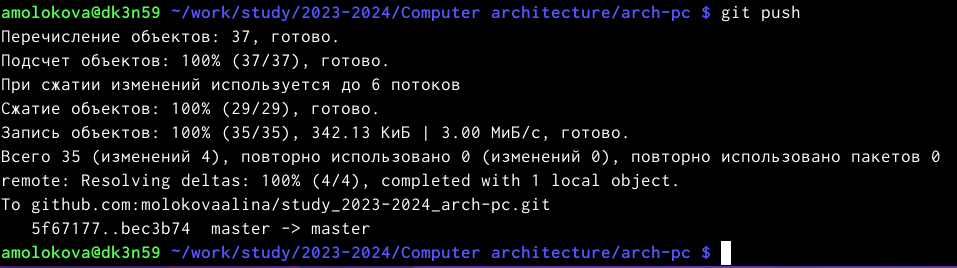 amolokova@dk3n59 ~/work/study/2023-2024/Computer architecture/arch-pc $ git push
Перечисление объектов: 37, готово.
Подсчет объектов: 100% (37/37), готово.
При сжатии изменений используется до 6 потоков
Сжатие объектов: 100% (29/29), готово.
Запись объектов: 100% (35/35), 342.13 КиБ | 3.00 МиБ/с, готово.
Всего 35 (изменений 4), повторно использовано 0 (изменений 0), повторно использовано пакетов 0
remote: Resolving deltas: 100% (4/4), completed with 1 local object.
To github.com:molokovaalina/study_2023-2024_arch-pc.git
   5f67177..bec3b74  master -> master
amolokova@dk3n59 ~/work/study/2023-2024/Computer architecture/arch-pc $